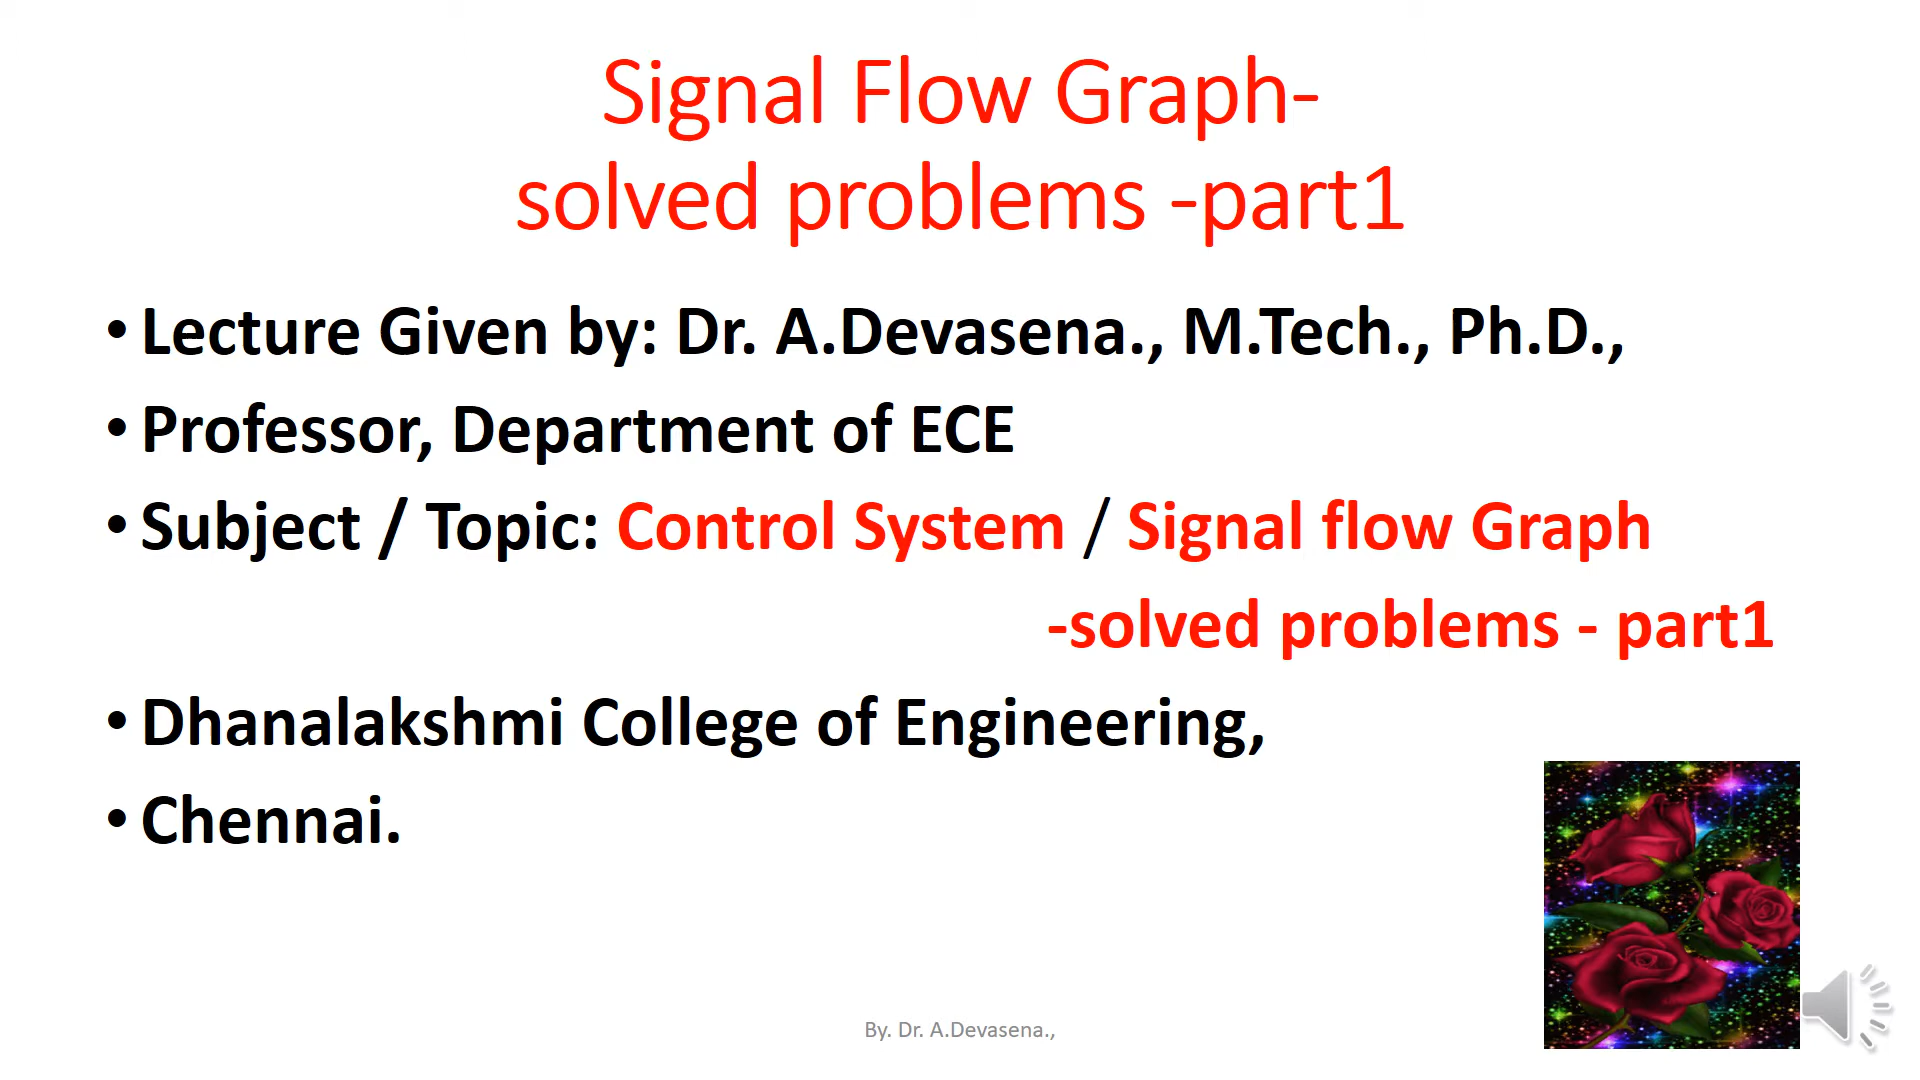 Signal Flow Graph-
solved problems -part1
• Lecture Given by: Dr. A.Devasena., M.Tech., Ph.D.,
• Professor, Department of ECE
• Subject / Topic: Control System / Signal flow Graph
-solved problems - part1
• Dhanalakshmi College of Engineering,
• Chennai.
By. Dr. A.Devasena.,